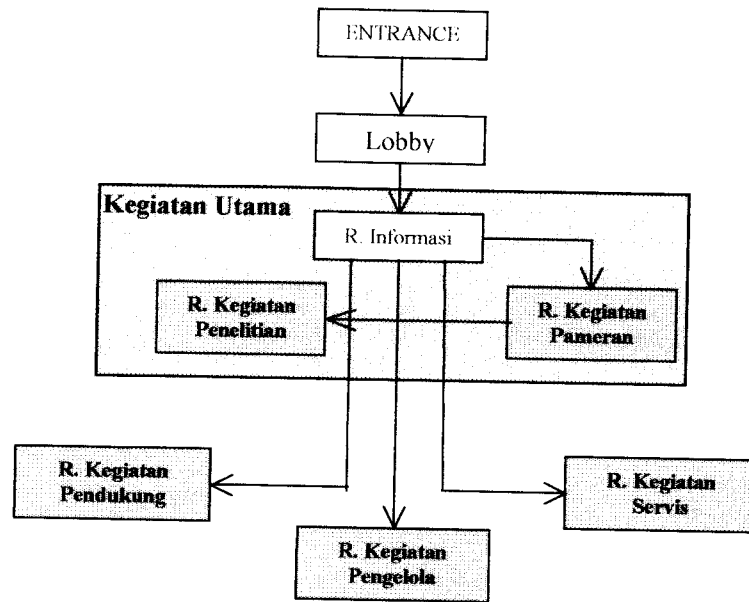 ENTRANCE
Lobby
Kegiatan Utama
R. Informasi
R. Kegiatan
Penelitian
R. Kegiatan
Pameran
R. Kegiatan
Pendukung
R. Kegiatan
Servis
R. Kegiatan
Pengelola